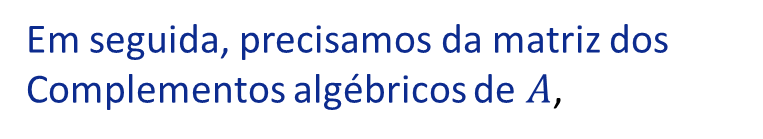 Em seguida, precisamos da matriz dos
Complementos algébricos de A,